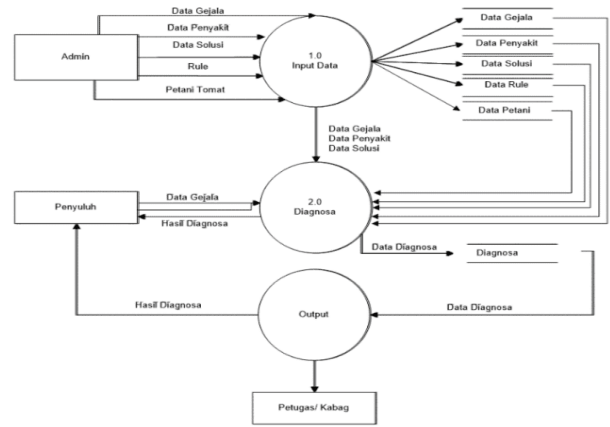 Data Gejala
Data Penyakit
Data Solusi
Rule
Petani Tomat
Admin
1.0
Input Data
Data Gejala
Data Penyakit
Data Solusi
Data Rule
Data Petani
Data Gejala
Data Penyakit
Data Solusi
Penyuluh
Data Gejala
Hasil Diagnosa
2.0
Diagnosa
Data Diagnosa
Diagnosa
Hasil Diagnosa
Output
Data Diagnosa
Petugas/ Kabag